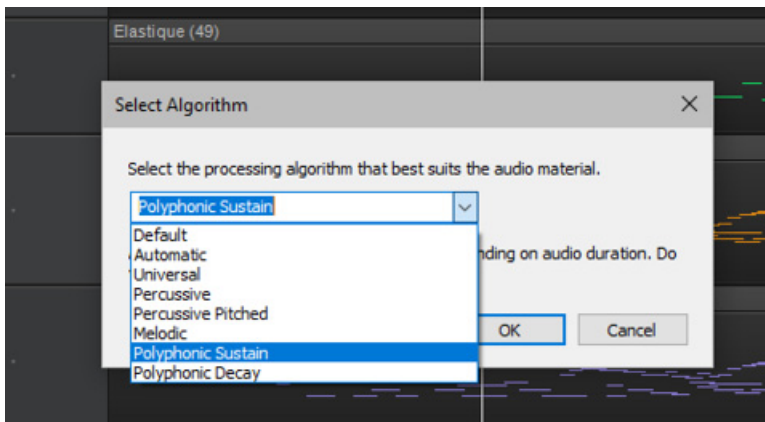 Elastique (49)
Select Algorithm
Select the processing algorithm that best suits the audio material.
Polyphonic Sustain
Default
Automatic
nding on audio duration. Do
Universal
Percussive
Percussive Pitched
Melodic
OK
Cancel
Polyphonic Sustain
Polyphonic Decay